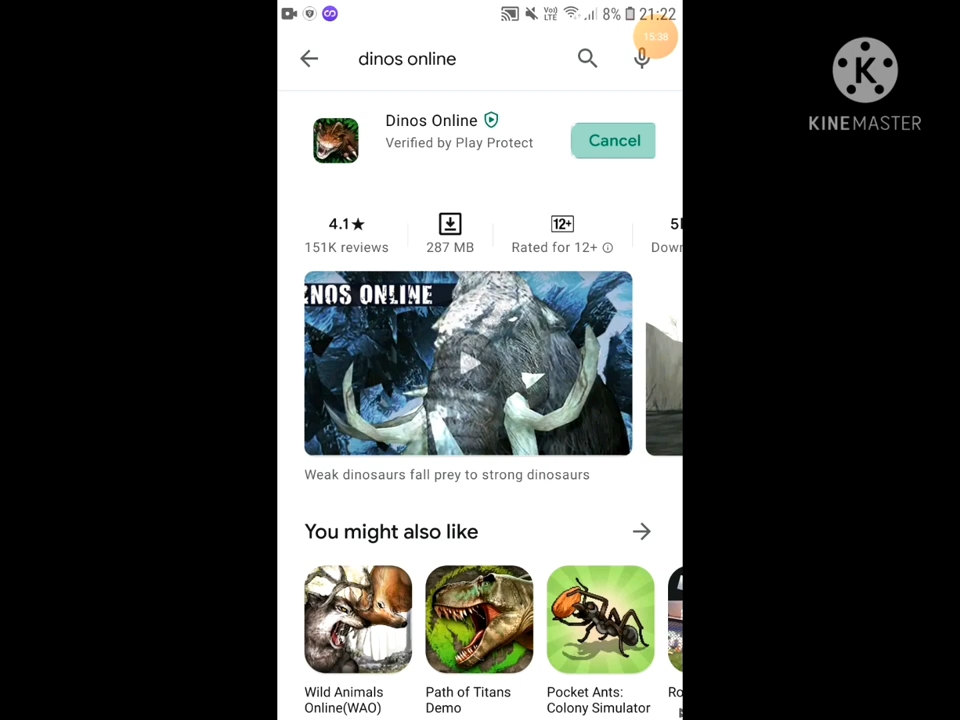 8% 21:22
15:38
dinos online
K
KINEMASTER
Dinos Online
Verified by Play Protect
Cancel
4.1★
12+
151K reviews
287 MB
Rated for 12+
NOS ONLINE
Weak dinosaurs fall prey to strong dinosaurs
You might also like
Wild Animals
Online(WAO)
Path of Titans
Demo
Pocket Ants:
Colony Simulator